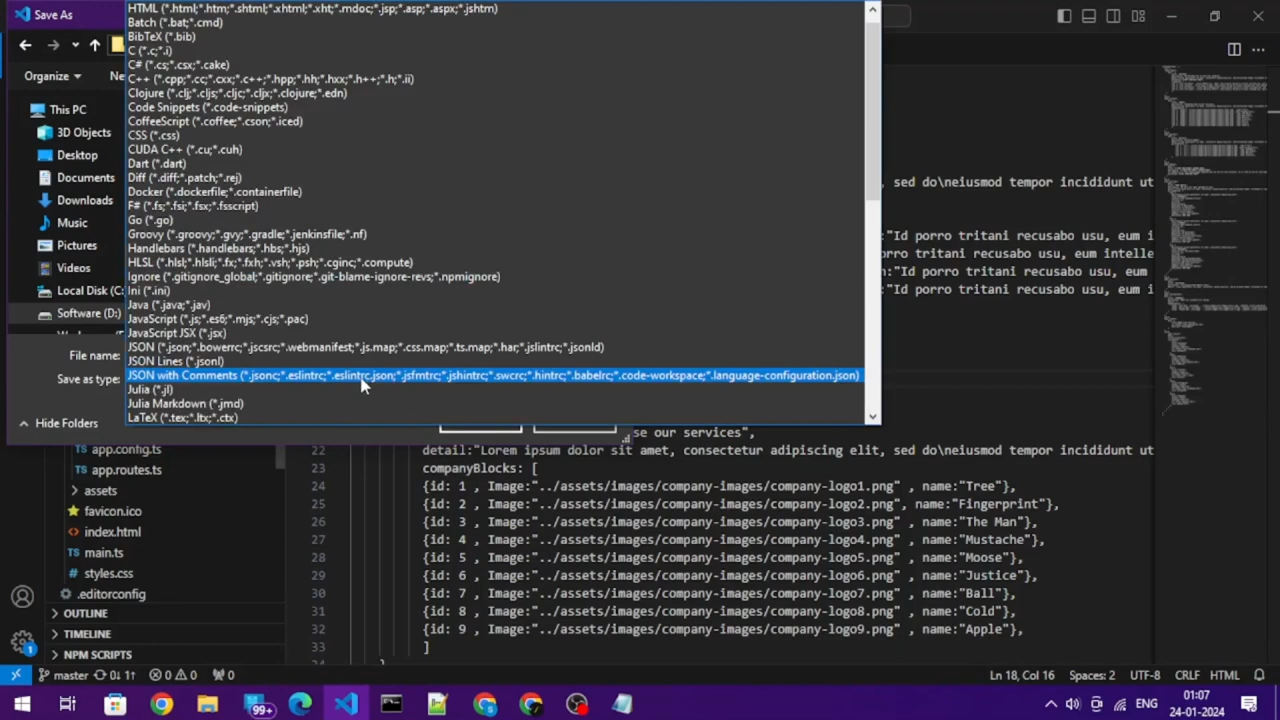 Save As
HTML (*.html;*.htm;*.shtml;*.xhtml;*.xht;*.mdoc;*.jsp;*.asp;*.aspx;*.jshtm)
Batch (*.bat;*.cmd)
BibTeX (*.bib)
C (*.c;*.i)
Organize
C# (*.cs;*.csx;*.cake)
C++ (*.cpp;*.cc;*.cxx;*.c++;*.hpp;*.hh;*.hxx;*.h++;*.h;*.ii)
Clojure (*.clj;*.cljs;*.cljc;*.cljx;*.clojure;*.edn)
This PC
Code Snippets (*.code-snippets)
CoffeeScript (*.coffee;*.cson;*.iced)
3D Objects
CSS (*.css)
CUDA C++ (*.cu;*.cuh)
Desktop
Dart (*.dart)
Diff (*.diff;*.patch;*.rej)
Documents
Docker (*.dockerfile;*.containerfile)
, sed do\neiusmod tempor incididunt ut
Downloads
F# (*.fs;*.fsi;*.fsx;*.fsscript)
Go (*.go)
Music
Groovy (*.groovy;*.gvy;*.gradle;*.jenkinsfile;*.nf)
:"Id porro tritani recusabo usu, eum i
Pictures
Handlebars (*.handlebars;*.hbs;*.hjs)
"Id porro tritani recusabo usu, eum intelle
HLSL (*.hlsl;*.hlsli;*.fx;*.fxh;*.vsh;*.psh;*.cginc;*.compute)
Videos
n:"Id porro tritani recusabo usu, eum
Ignore (*.gitignore_global;*.gitignore;*.git-blame-ignore-revs;*.npmignore)
Local Disk (C:
Ini (*.ini)
:"Id porro tritani recusabo usu, eum i
Java (*.java;*.jav)
Software (D:)
JavaScript (*.js;*.es6;*.mjs;*.cjs;*.pac)
JavaScript JSX (*.jsx)
JSON (*.json;*.bowerrc;*.jscsrc;*.webmanifest;*.js.map;*.css.map;*.ts.map;*.har;*.jslintrc;*.jsonld)
File name:
JSON Lines (*.jsonl)
Save as type:
JSON with Comments (*.jsonc;*.eslintrc;*.eslintrc.json;*.jsfmtrc;*.jshintrc;*.swcrc;*.hintrc;*.babelrc;*.code-workspace;*.language-configuration.json)
Julia (*.jl)
Julia Markdown (*.jmd)
LaTeX (*.tex;*.ltx;*.ctx)
Hide Folders
se our services",
app.config.ts
22 detail:"Lorem ipsum dolor sit amet, consectetur adipiscing elit, sed do\neiusmod tempor incididunt ut
app.routes.ts
23 companyBlocks: [
assets
24 {id: 1 , Image:"../assets/images/company-images/company-logo1.png" , name:"Tree"},
favicon.ico
25 {id: 2 , Image:"../assets/images/company-images/company-logo2.png", name:"Fingerprint"},
26 {id: 3 , Image:"../assets/images/company-images/company-logo3.png" , name:"The Man"},
index.html
27 {id: 4 , Image:"../assets/images/company-images/company-logo4.png" , name:"Mustache"},
main.ts
28 {id: 5 , Image:"../assets/images/company-images/company-logo5.png" , name:"Moose"},
styles.css
29 {id: 6 , Image:"../assets/images/company-images/company-logo6.png" , name:"Justice"},
.editorconfig
30 {id: 7 , Image:"../assets/images/company-images/company-logo7.png" , name:"Ball"},
OUTLINE
31 {id: 8 , Image:"../assets/images/company-images/company-logo8.png" , name:"Cold"},
TIMELINE
32 {id: 9 , Image:"../assets/images/company-images/company-logo9.png" , name:"Apple"},
NPM SCRIPTS
33 ]
master 0↓ 1↑ 0 0 0 Ln 18, Col 16 Spaces: 2 UTF-8 CRLF HTML
99+ ENG 01:07
24-01-2024